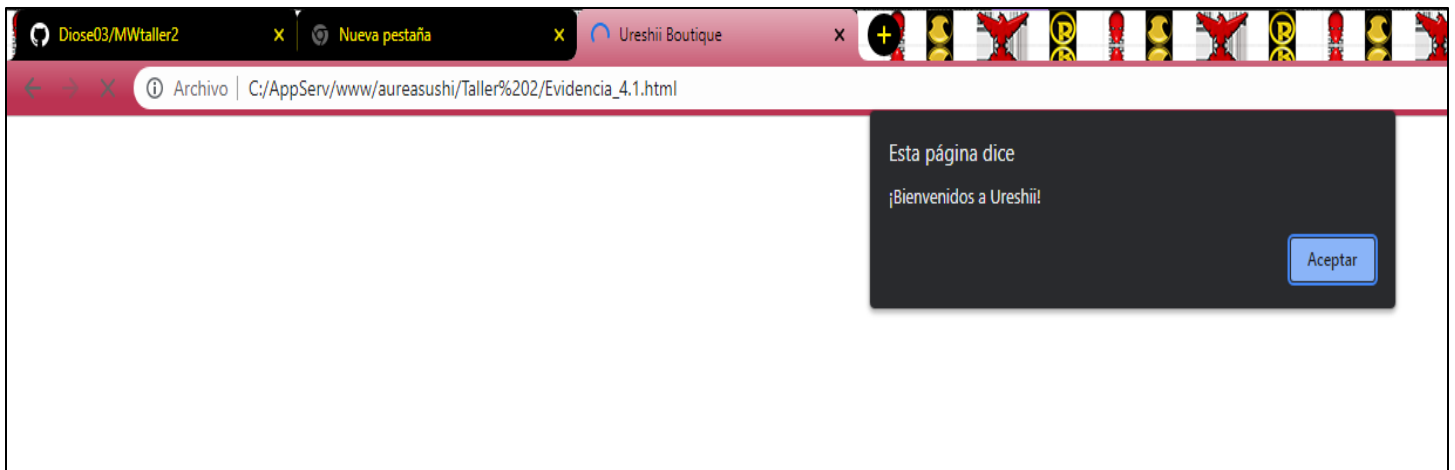 Diose03/MWtaller2
Nueva pestaña
Ureshii Boutique
Archivo C:/AppServ/www/aureasushi/Taller%202/Evidencia_4.1.html
Esta página dice
¡Bienvenidos a Ureshii!
Aceptar